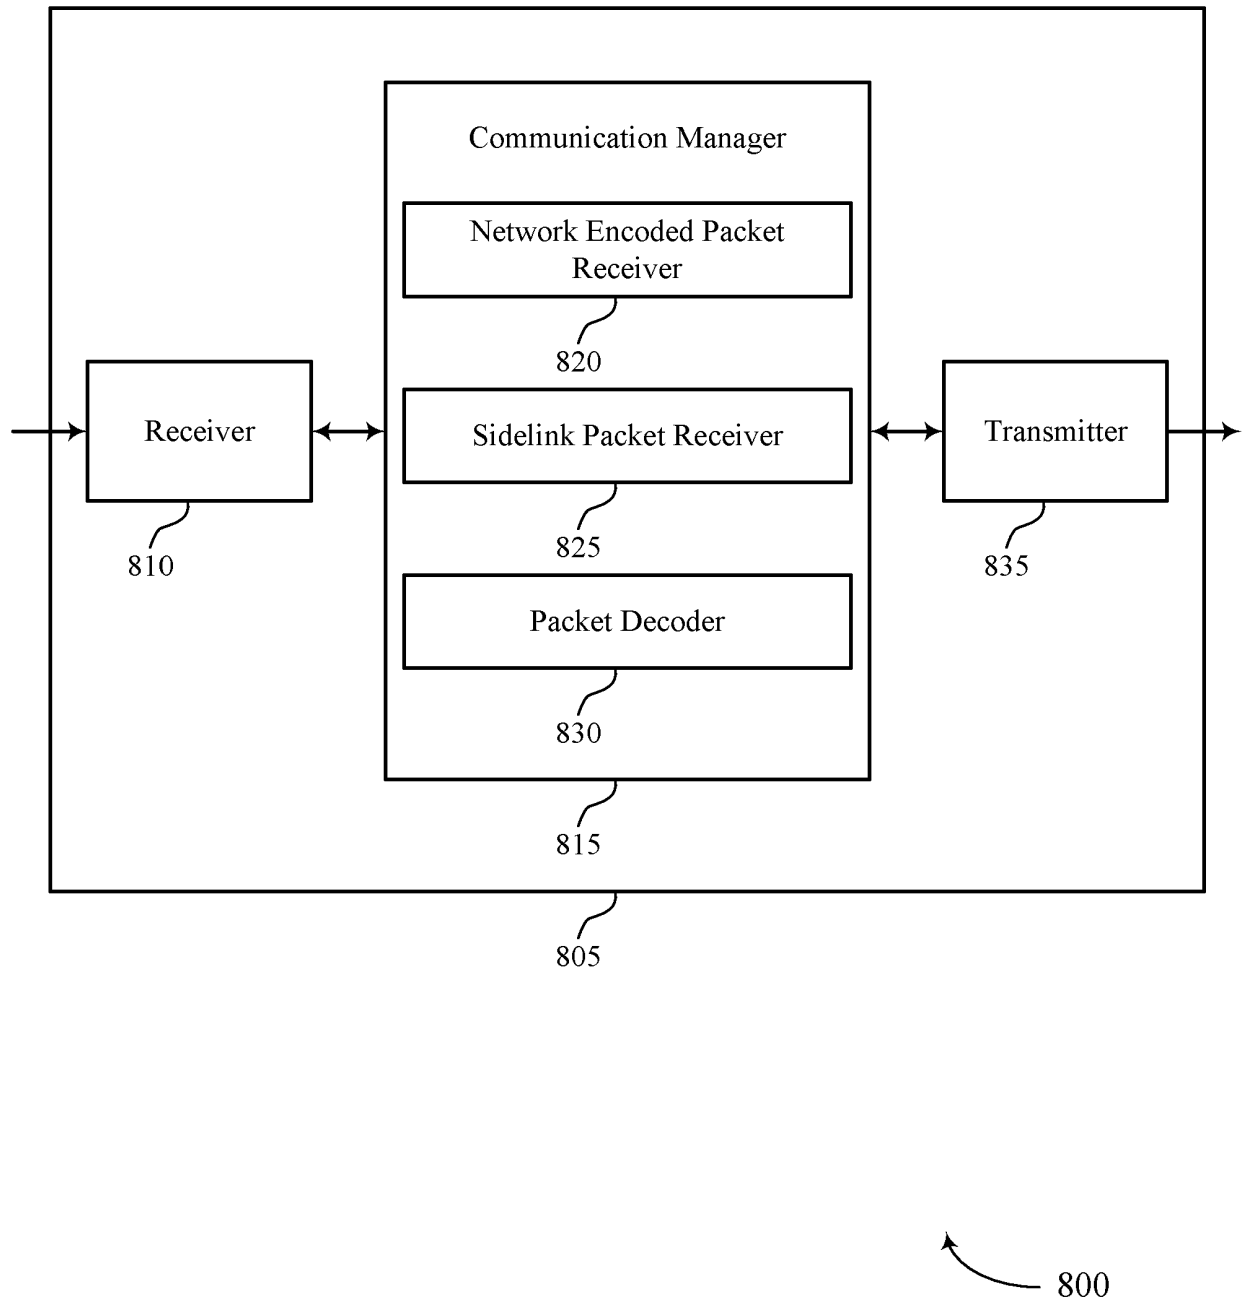 Communication Manager
Network Encoded Packet
Receiver
820
Receiver
810
Sidelink Packet Receiver
825
Transmitter
835
Packet Decoder
830
815
805
800